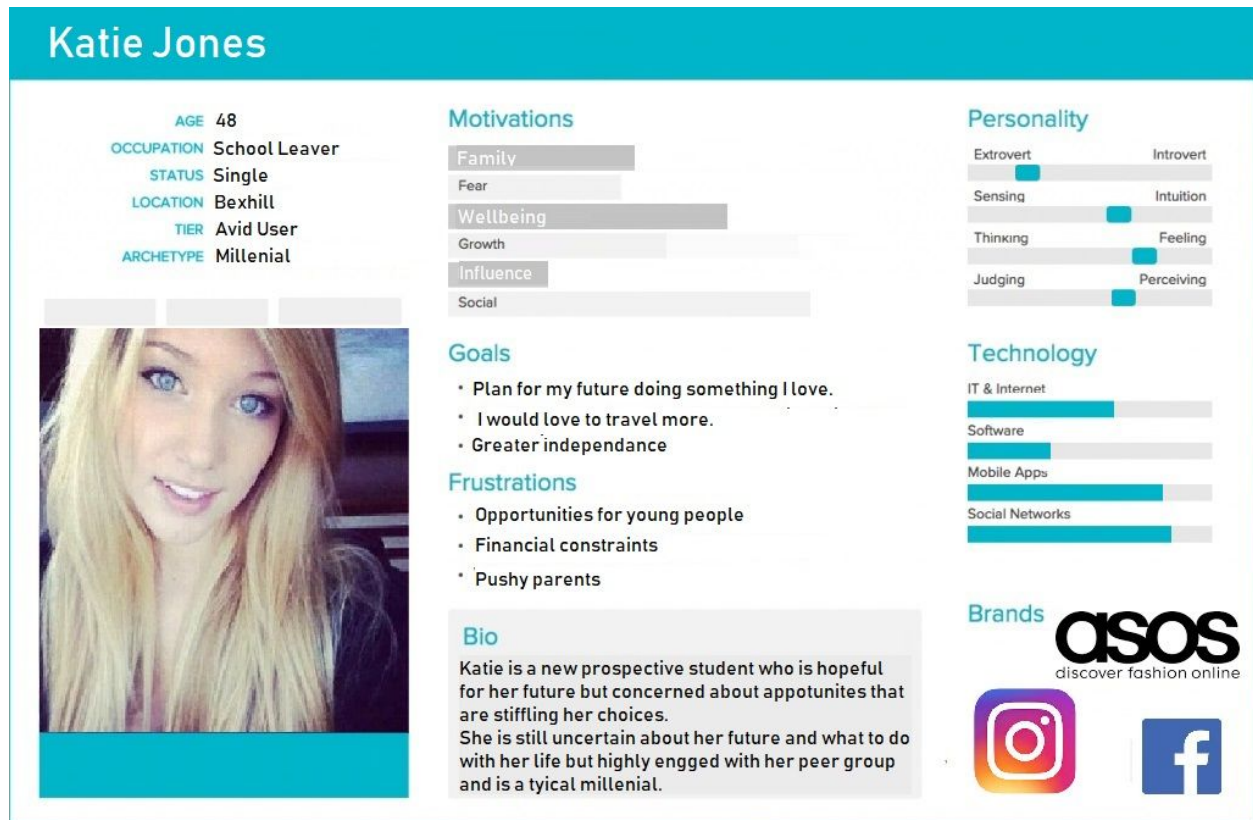 Katie Jones
AGE 48
OCCUPATION School Leaver
STATUS Single
LOCATION Bexhill
TIER Avid User
ARCHETYPE Millenial
Motivations
Family
Fear
Wellbeing
Growth
Influence
Social
Goals
• Plan for my future doing something I love.
• I would love to travel more.
• Greater independance
Frustrations
• Opportunities for young people
• Financial constraints
• Pushy parents
Bio
Katie is a new prospective student who is hopeful
for her future but concerned about appotunites that
are stiffling her choices.
She is still uncertain about her future and what to do
with her life but highly engged with her peer group
and is a tyical millenial.
Personality
Extrovert Introvert
Sensing Intuition
Thinking Feeling
Judging Perceiving
Technology
IT & Internet
Software
Mobile Apps
Social Networks
Brands
asos
discover fashion online
f